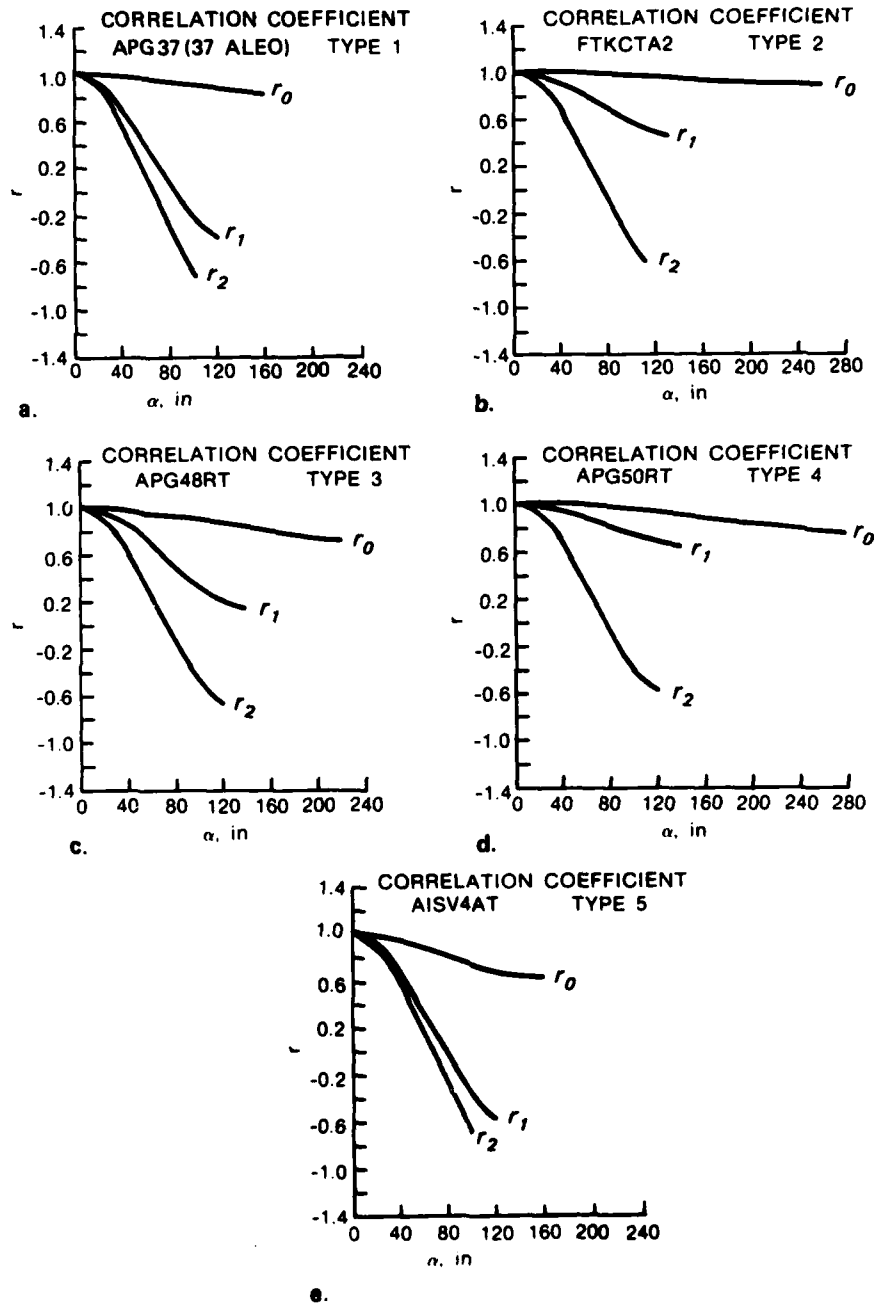 CORRELATION COEFFICIENT
APG37 (37 ALEO) TYPE 1
1.0
0.6
0.2
-0.2
-0.6
-1.0
-1.4
r
r0
r1
r2
0 40 80 120 160 200 240
α, in
a.
CORRELATION COEFFICIENT
FTKCTA2 TYPE 2
1.4
1.0
0.6
0.2
-0.2
-0.6
-1.0
-1.4
r
r0
r1
r2
0 40 80 120 160 200 240 280
α, in
b.
CORRELATION COEFFICIENT
APG48RT TYPE 3
1.4
1.0
0.6
0.2
-0.2
-0.6
-1.0
-1.4
r
r0
r1
r2
0 40 80 120 160 200 240
α, in
c.
CORRELATION COEFFICIENT
APG50RT TYPE 4
1.4
1.0
0.6
0.2
-0.2
-0.6
-1.0
-1.4
r
r0
r1
r2
0 40 80 120 160 200 240 280
α, in
d.
CORRELATION COEFFICIENT
AISV4AT TYPE 5
1.4
1.0
0.6
0.2
-0.2
-0.6
-1.0
-1.4
r
r0
r1
r2
0 40 80 120 160 200 240
α, in
e.